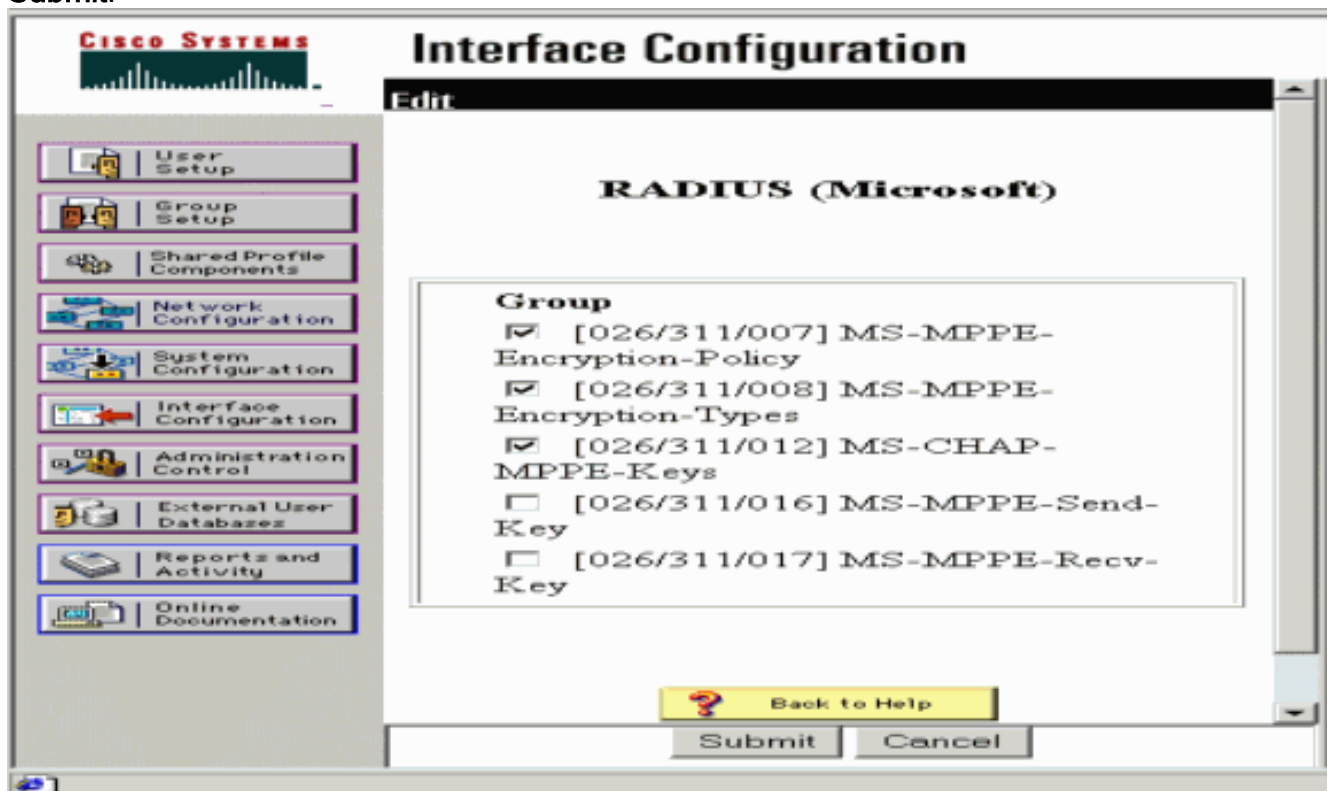 Submit.
CISCO SYSTEMS
Interface Configuration
Edit
User
Setup
Group
Setup
Shared Profile
Components
Network
Configuration
System
Configuration
Interface
Configuration
Administration
Control
External User
Databases
Reports and
Activity
Online
Documentation
RADIUS (Microsoft)
Group
[026/311/007] MS-MPPE-
Encryption-Policy
[026/311/008] MS-MPPE-
Encryption-Types
[026/311/012] MS-CHAP-
MPPE-Keys
[026/311/016] MS-MPPE-Send-
Key
[026/311/017] MS-MPPE-Recv-
Key
Back to Help
Submit
Cancel